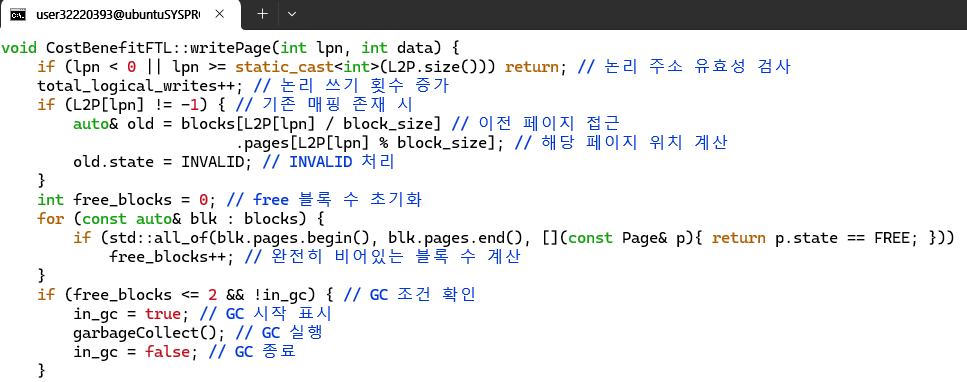 user32220393@ubuntuSYSPR
void CostBenefitFTL::writePage(int lpn, int data) {
    if (lpn < 0 || lpn >= static_cast<int>(L2P.size())) return; // 논리 주소 유효성 검사
    total_logical_writes++; // 논리 쓰기 횟수 증가
    if (L2P[lpn] != -1) { // 기존 매핑 존재 시
        auto& old = blocks[L2P[lpn] / block_size] // 이전 페이지 접근
                          .pages[L2P[lpn] % block_size]; // 해당 페이지 위치 계산
        old.state = INVALID; // INVALID 처리
    }
    int free_blocks = 0; // free 블록 수 초기화
    for (const auto& blk : blocks) {
        if (std::all_of(blk.pages.begin(), blk.pages.end(), [](const Page& p){ return p.state == FREE; }))
            free_blocks++; // 완전히 비어있는 블록 수 계산
    }
    if (free_blocks <= 2 && !in_gc) { // GC 조건 확인
        in_gc = true; // GC 시작 표시
        garbageCollect(); // GC 실행
        in_gc = false; // GC 종료
    }